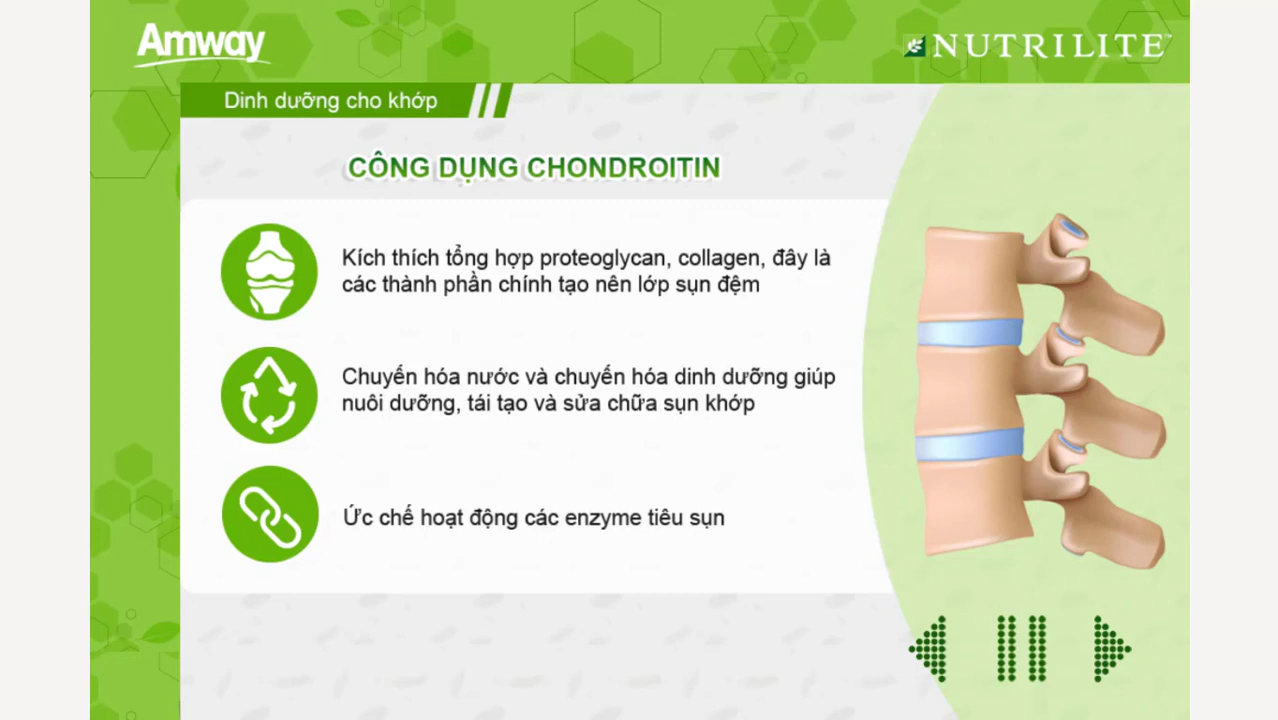 Amway
NUTRILITE™
Dinh dưỡng cho khớp
CÔNG DỤNG CHONDROITIN
Kích thích tổng hợp proteoglycan, collagen, đây là
các thành phần chính tạo nên lớp sụn đệm
Chuyển hóa nước và chuyển hóa dinh dưỡng giúp
nuôi dưỡng, tái tạo và sửa chữa sụn khớp
Ức chế hoạt động các enzyme tiêu sụn